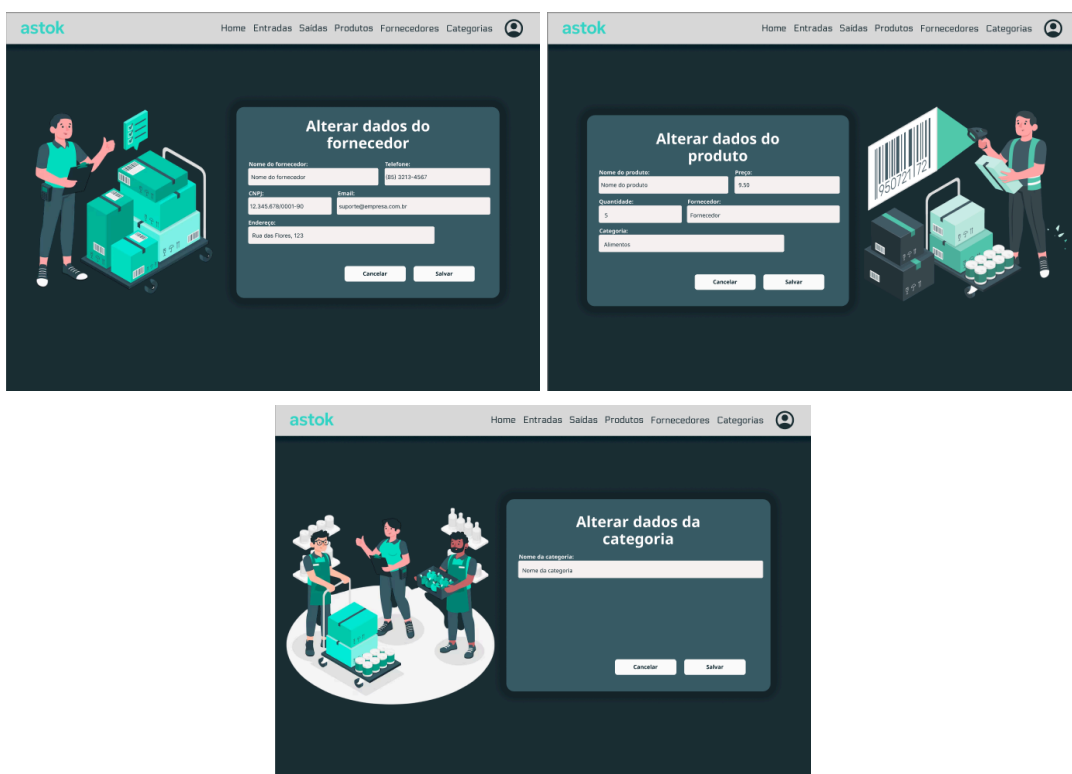 astok
Home Entradas Saídas Produtos Fornecedores Categorias
Alterar dados do
fornecedor
Nome do fornecedor: Telefone:
Nome do fornecedor (85) 3213-4567
CNPJ: Email:
12.345.678/0001-90 suporte@empresa.com.br
Endereço:
Rua das Flores, 123
Cancelar Salvar
astok
Home Entradas Saídas Produtos Fornecedores Categorias
Alterar dados do
produto
Nome do produto: Preço:
Nome do produto 9.50
Quantidade: Fornecedor:
5 Fornecedor
Categoria:
Alimentos
Cancelar Salvar
950721172
astok
Home Entradas Saídas Produtos Fornecedores Categorias
Alterar dados da
categoria
Nome da categoria:
Nome da categoria
Cancelar Salvar